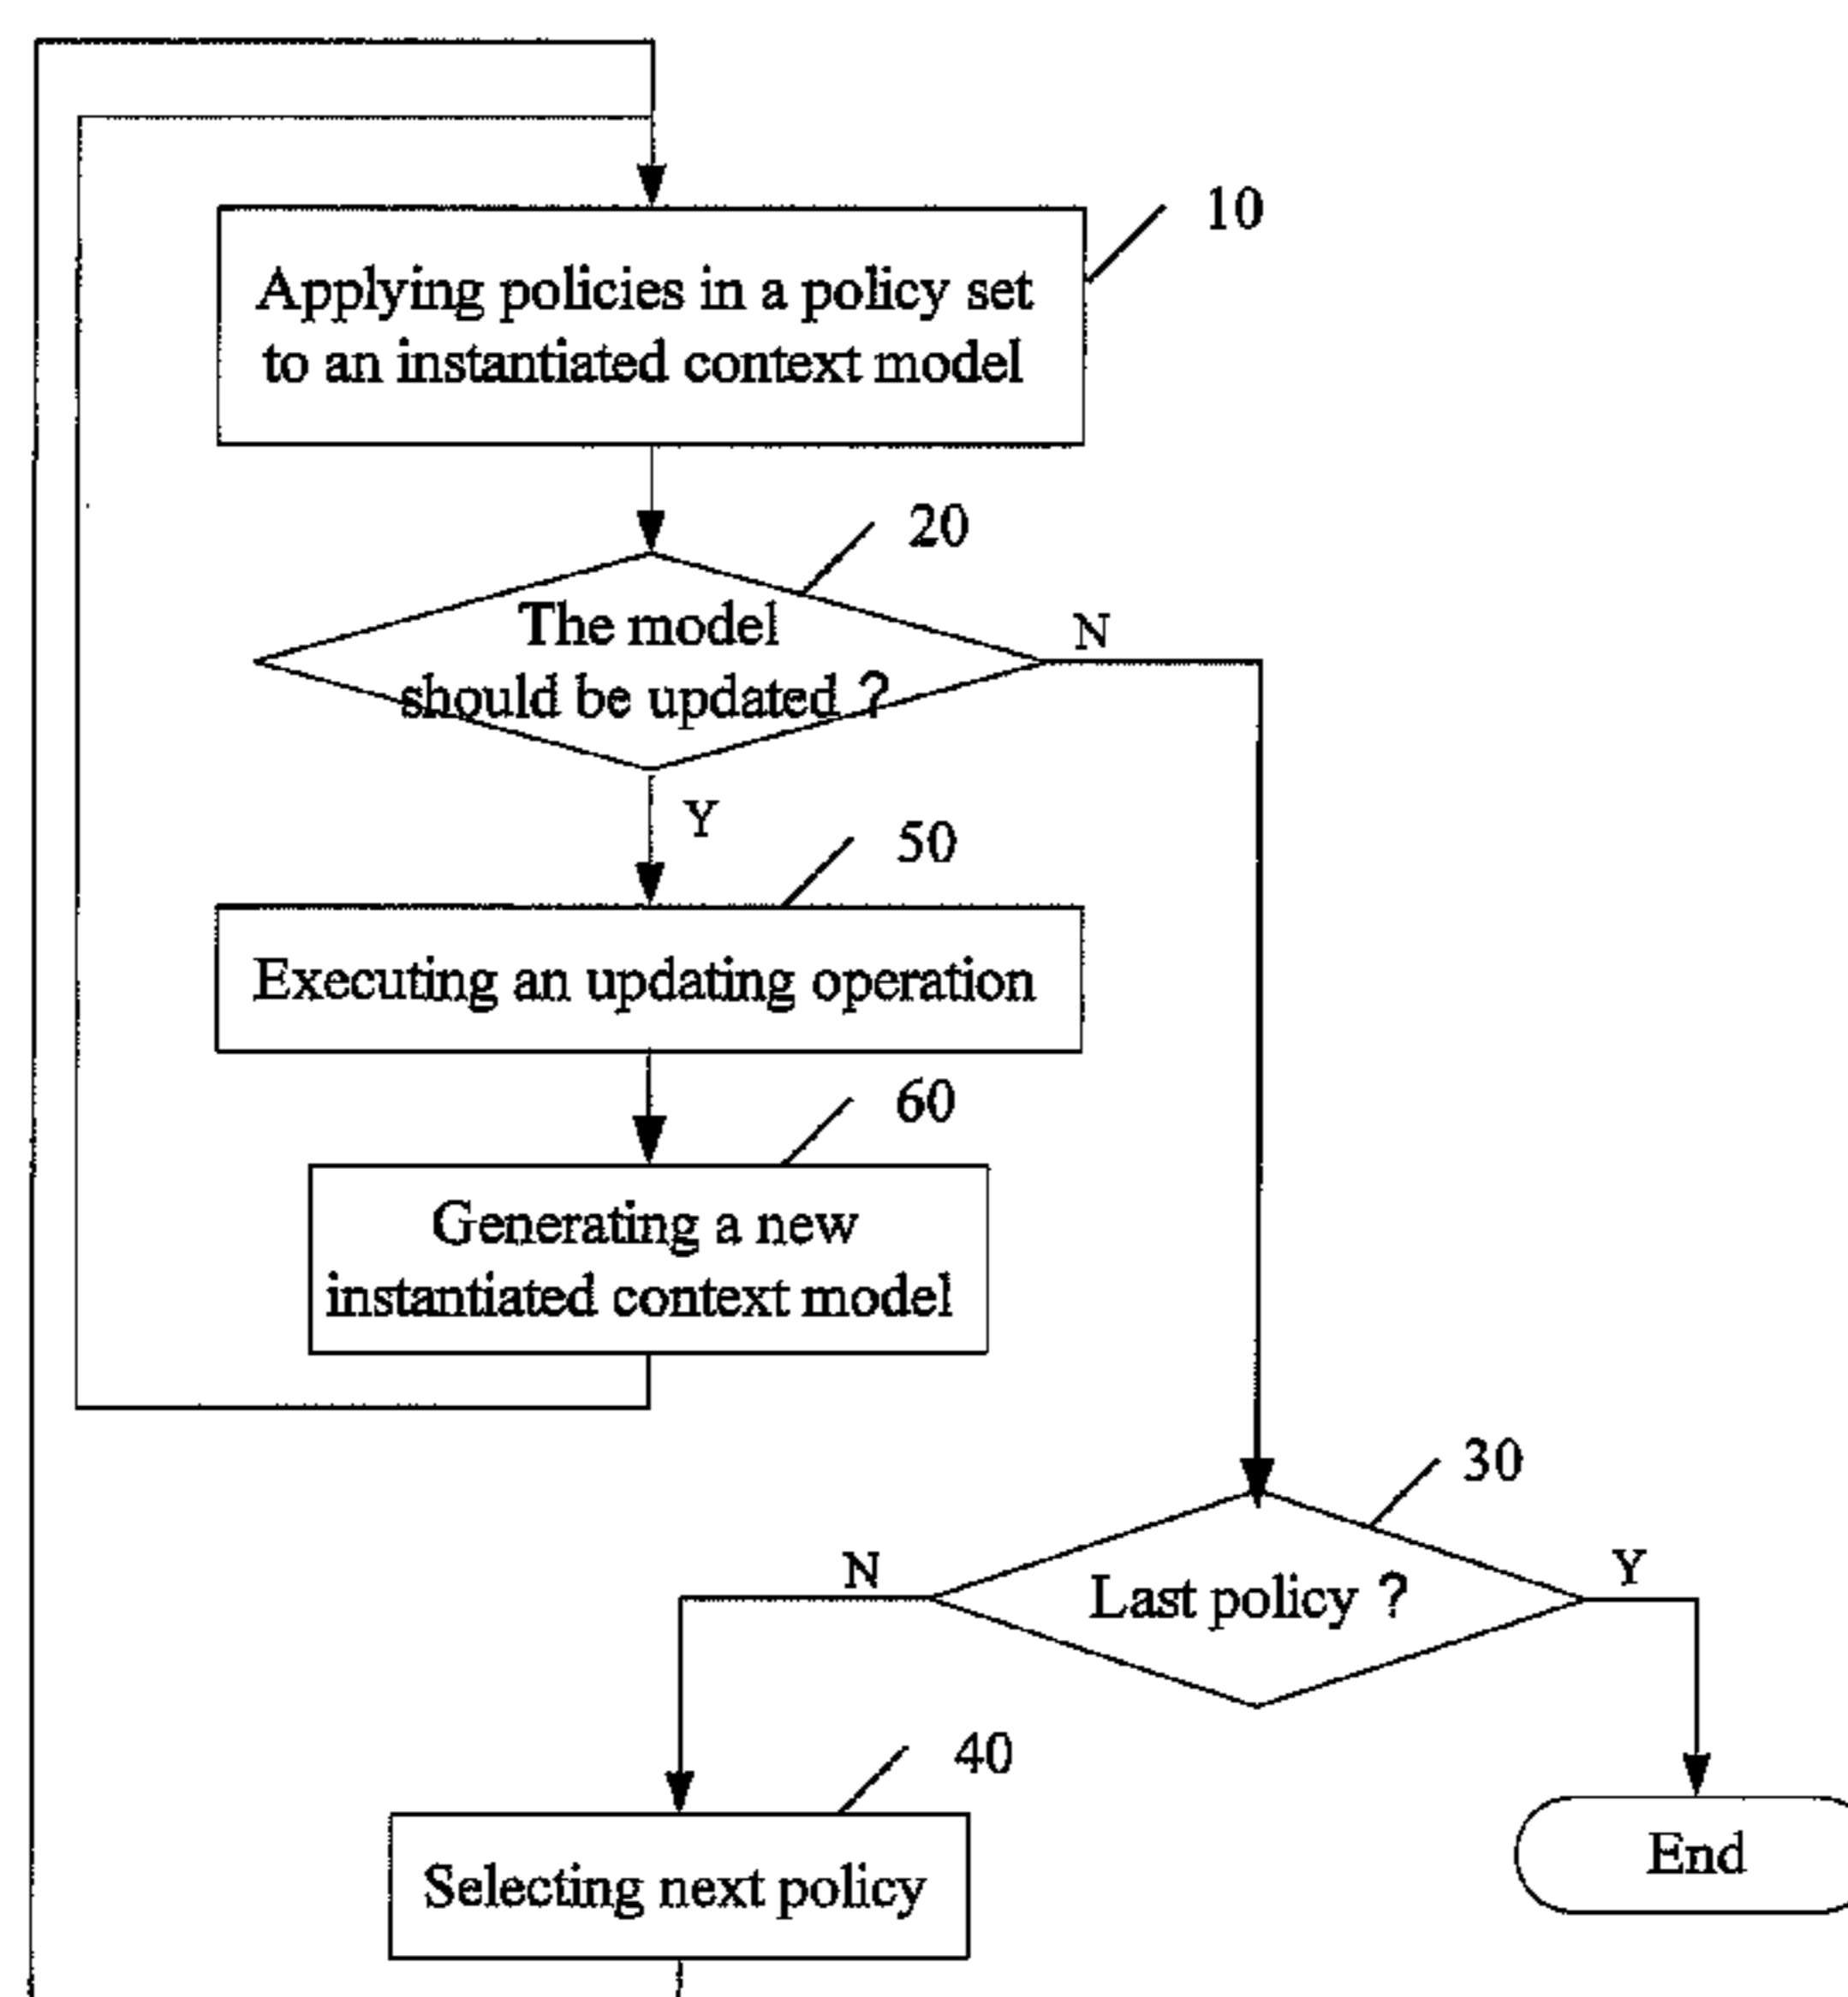 10
Applying policies in a policy set
to an instantiated context model
20
The model
should be updated ?
N
Y
50
Executing an updating operation
60
Generating a new
instantiated context model
30
Last policy ?
N
Y
40
Selecting next policy
End